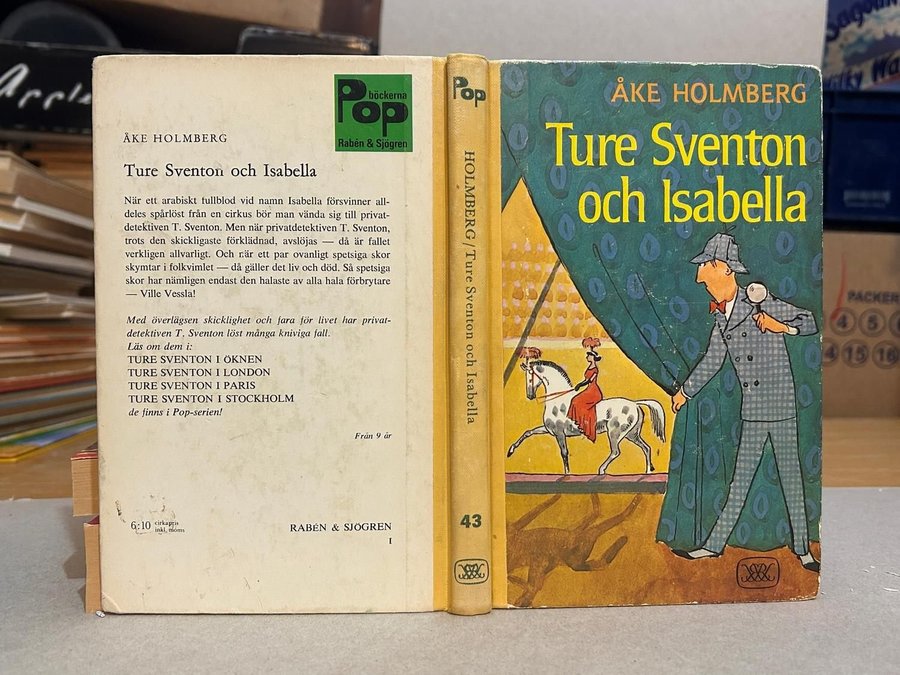 Pop
böckerna
Rabén & Sjögren
ÅKE HOLMBERG
Ture Sventon och Isabella
När ett arabiskt fullblod vid namn Isabella försvinner all-
deles spårlöst från en cirkus bör man vända sig till privat-
detektiven T. Sventon. Men när privatdetektiven T. Sventon,
trots den skickligaste förklädnad, avslöjas — då är fallet
verkligen allvarligt. Och när ett par ovanligt spetsiga skor
skymtar i folkvimlet — då gäller det liv och död. Så spetsiga
skor har nämligen endast den halaste av alla hala förbrytare
— Ville Vessla!
Med överlägsen skicklighet och fara för livet har privat-
detektiven T. Sventon löst många kniviga fall.
Läs om dem i:
TURE SVENTON I ÖKNEN
TURE SVENTON I LONDON
TURE SVENTON I PARIS
TURE SVENTON I STOCKHOLM
de finns i Pop-serien!
Från 9 år
6:10 cirkapris
inkl. moms
RABÉN & SJÖGREN
I
Pop
HOLMBERG/Ture Sventon och Isabella
43
ÅKE HOLMBERG
Ture Sventon
och Isabella
PACKER
4 5 6
4 15 16